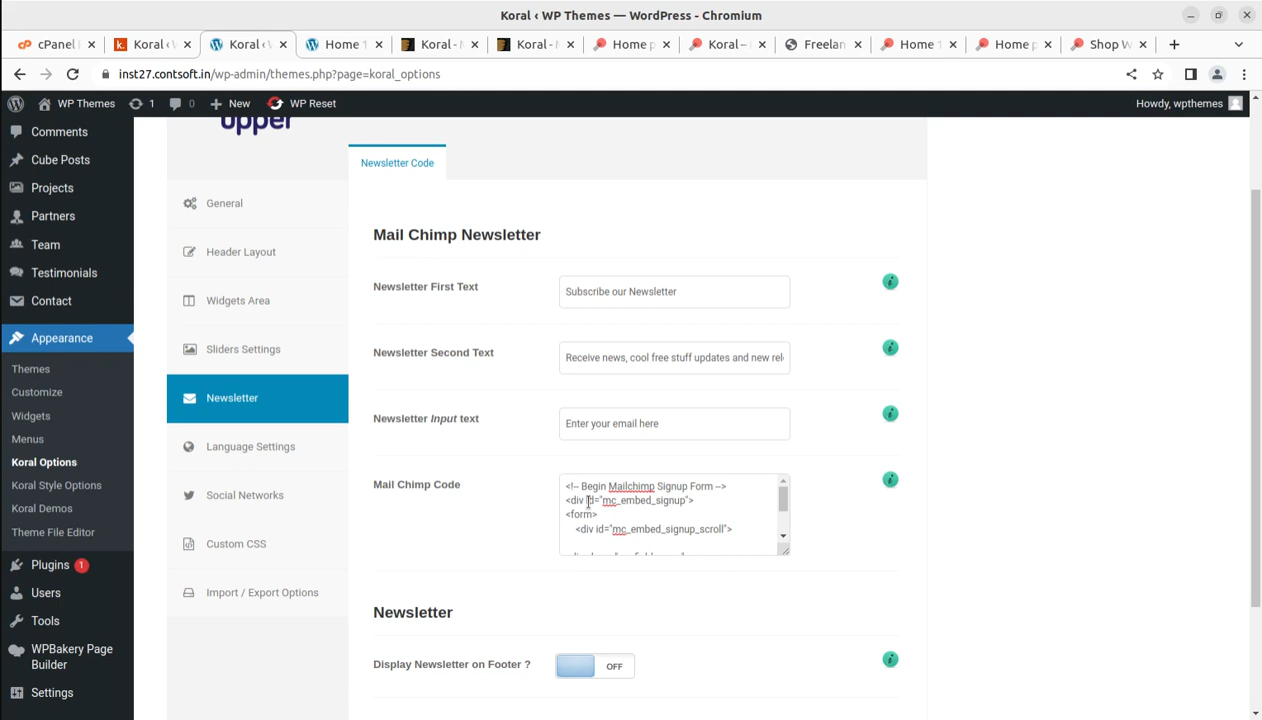 Koral ‹ WP Themes — WordPress - Chromium
cPanel F
Koral ‹ W
Koral ‹ W
Home 1
Koral - M
Koral - M
Home p
Koral –
Freelan
Home 1
Home p
Shop W
inst27.contsoft.in/wp-admin/themes.php?page=koral_options
WP Themes
1
0
New
WP Reset
Howdy, wpthemes
Comments
Cube Posts
Projects
Partners
Team
Testimonials
Contact
Appearance
Themes
Customize
Widgets
Menus
Koral Options
Koral Style Options
Koral Demos
Theme File Editor
Plugins 1
Users
Tools
WPBakery Page
Builder
Settings
upper
General
Header Layout
Widgets Area
Sliders Settings
Newsletter
Language Settings
Social Networks
Custom CSS
Import / Export Options
Newsletter Code
Mail Chimp Newsletter
Newsletter First Text
Subscribe our Newsletter
Newsletter Second Text
Receive news, cool free stuff updates and new rel
Newsletter Input text
Enter your email here
Mail Chimp Code
<!-- Begin Mailchimp Signup Form -->
<div id="mc_embed_signup">
<form>
<div id="mc_embed_signup_scroll">
Newsletter
Display Newsletter on Footer ?
OFF